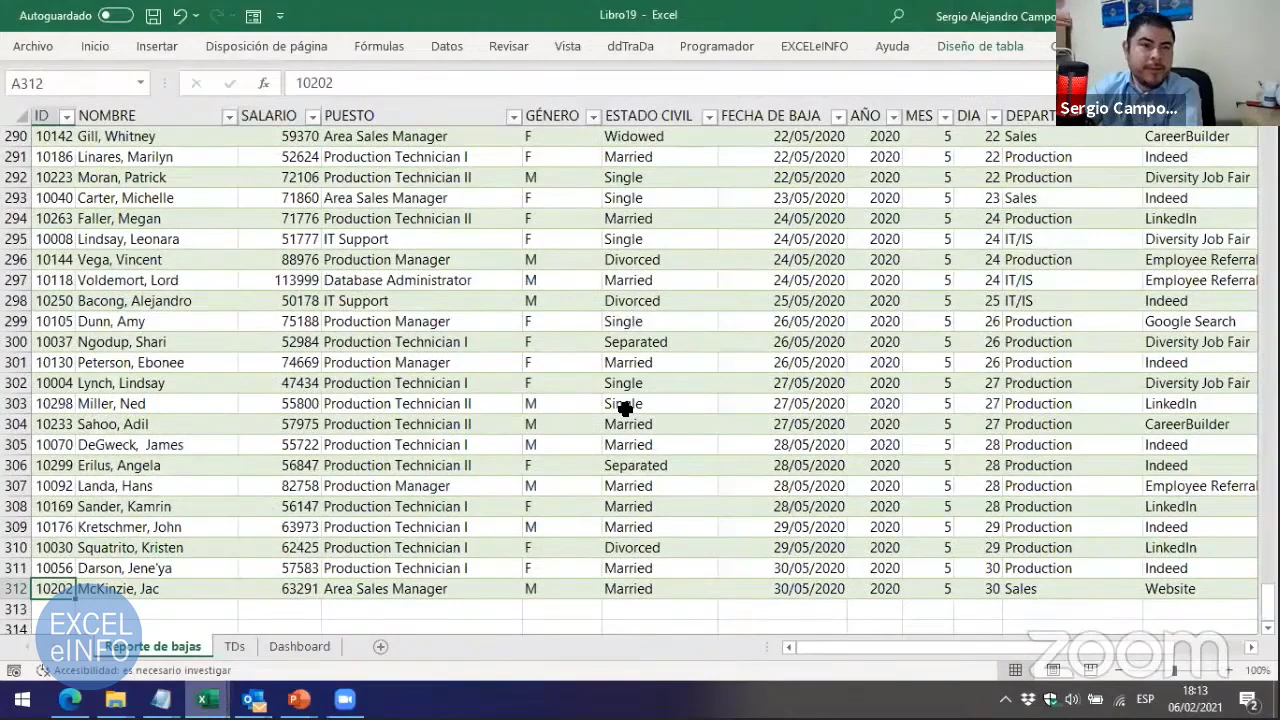 Autoguardado Libro19 - Excel Sergio Alejandro Campo
Archivo Inicio Insertar Disposición de página Fórmulas Datos Revisar Vista ddTraDa Programador EXCELeINFO Ayuda Diseño de tabla
A312 fx 10202
Sergio Campo...
ID NOMBRE SALARIO PUESTO GÉNERO ESTADO CIVIL FECHA DE BAJA AÑO MES DIA DEPART
290 10142 Gill, Whitney 59370 Area Sales Manager F Widowed 22/05/2020 2020 5 22 Sales CareerBuilder
291 10186 Linares, Marilyn 52624 Production Technician I F Married 22/05/2020 2020 5 22 Production Indeed
292 10223 Moran, Patrick 72106 Production Technician II M Single 22/05/2020 2020 5 22 Production Diversity Job Fair
293 10040 Carter, Michelle 71860 Area Sales Manager F Single 23/05/2020 2020 5 23 Sales Indeed
294 10263 Faller, Megan 71776 Production Technician II F Married 24/05/2020 2020 5 24 Production LinkedIn
295 10008 Lindsay, Leonara 51777 IT Support F Single 24/05/2020 2020 5 24 IT/IS Diversity Job Fair
296 10144 Vega, Vincent 88976 Production Manager M Divorced 24/05/2020 2020 5 24 Production Employee Referral
297 10118 Voldemort, Lord 113999 Database Administrator M Married 24/05/2020 2020 5 24 IT/IS Employee Referral
298 10250 Bacong, Alejandro 50178 IT Support M Divorced 25/05/2020 2020 5 25 IT/IS Indeed
299 10105 Dunn, Amy 75188 Production Manager F Single 26/05/2020 2020 5 26 Production Google Search
300 10037 Ngodup, Shari 52984 Production Technician I F Separated 26/05/2020 2020 5 26 Production Diversity Job Fair
301 10130 Peterson, Ebonee 74669 Production Manager F Married 26/05/2020 2020 5 26 Production Indeed
302 10004 Lynch, Lindsay 47434 Production Technician I F Single 27/05/2020 2020 5 27 Production Diversity Job Fair
303 10298 Miller, Ned 55800 Production Technician II M Single 27/05/2020 2020 5 27 Production LinkedIn
304 10233 Sahoo, Adil 57975 Production Technician II M Married 27/05/2020 2020 5 27 Production CareerBuilder
305 10070 DeGweck, James 55722 Production Technician I M Married 28/05/2020 2020 5 28 Production Indeed
306 10299 Erilus, Angela 56847 Production Technician II F Separated 28/05/2020 2020 5 28 Production Indeed
307 10092 Landa, Hans 82758 Production Manager M Married 28/05/2020 2020 5 28 Production Employee Referral
308 10169 Sander, Kamrin 56147 Production Technician I F Married 28/05/2020 2020 5 28 Production LinkedIn
309 10176 Kretschmer, John 63973 Production Technician I M Married 29/05/2020 2020 5 29 Production Indeed
310 10030 Squatrito, Kristen 62425 Production Technician I F Divorced 29/05/2020 2020 5 29 Production LinkedIn
311 10056 Darson, Jene'ya 57583 Production Technician I F Married 30/05/2020 2020 5 30 Production Indeed
312 10202 McKinzie, Jac 63291 Area Sales Manager M Married 30/05/2020 2020 5 30 Sales Website
313
314
EXCEL
eINFO
Reporte de bajas TDs Dashboard
zoom
Accesibilidad: es necesario investigar 100%
ESP 18:13
06/02/2021 2